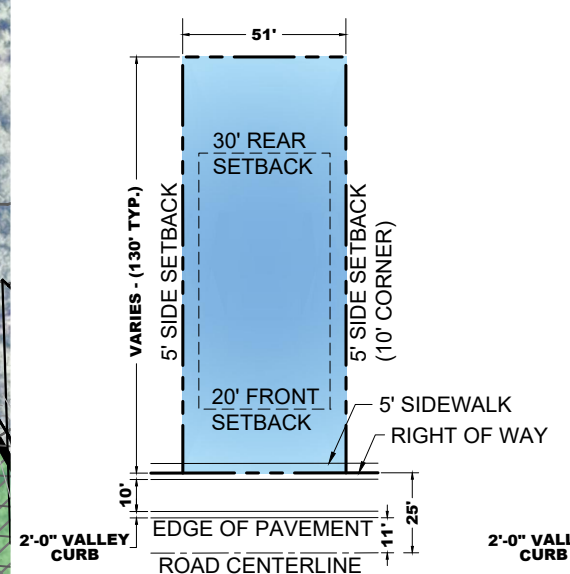 51'
30' REAR
SETBACK
VARIES - (130' TYP.)
5' SIDE SETBACK
5' SIDE SETBACK
(10' CORNER)
20' FRONT
SETBACK
5' SIDEWALK
RIGHT OF WAY
10'
25'
2'-0" VALLEY
CURB
EDGE OF PAVEMENT
11'
ROAD CENTERLINE
2'-0" VALL
CURB